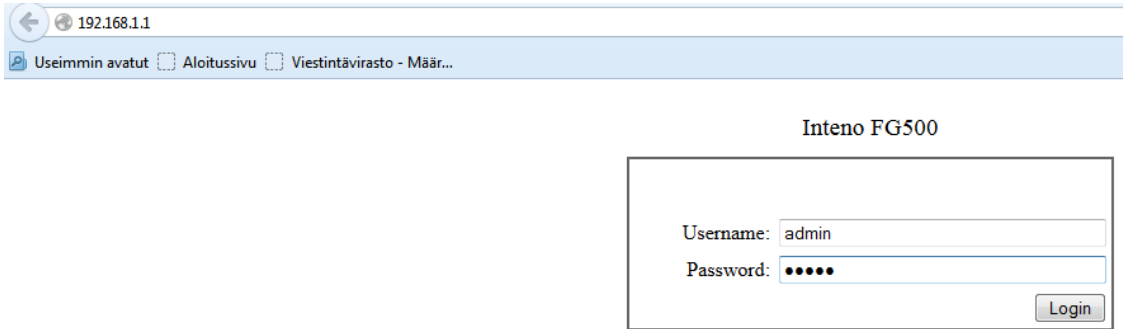 192.168.1.1
Useimmin avatut Aloitussivu Viestintävirasto - Määr...
Inteno FG500
Username: admin
Password: •••••
Login